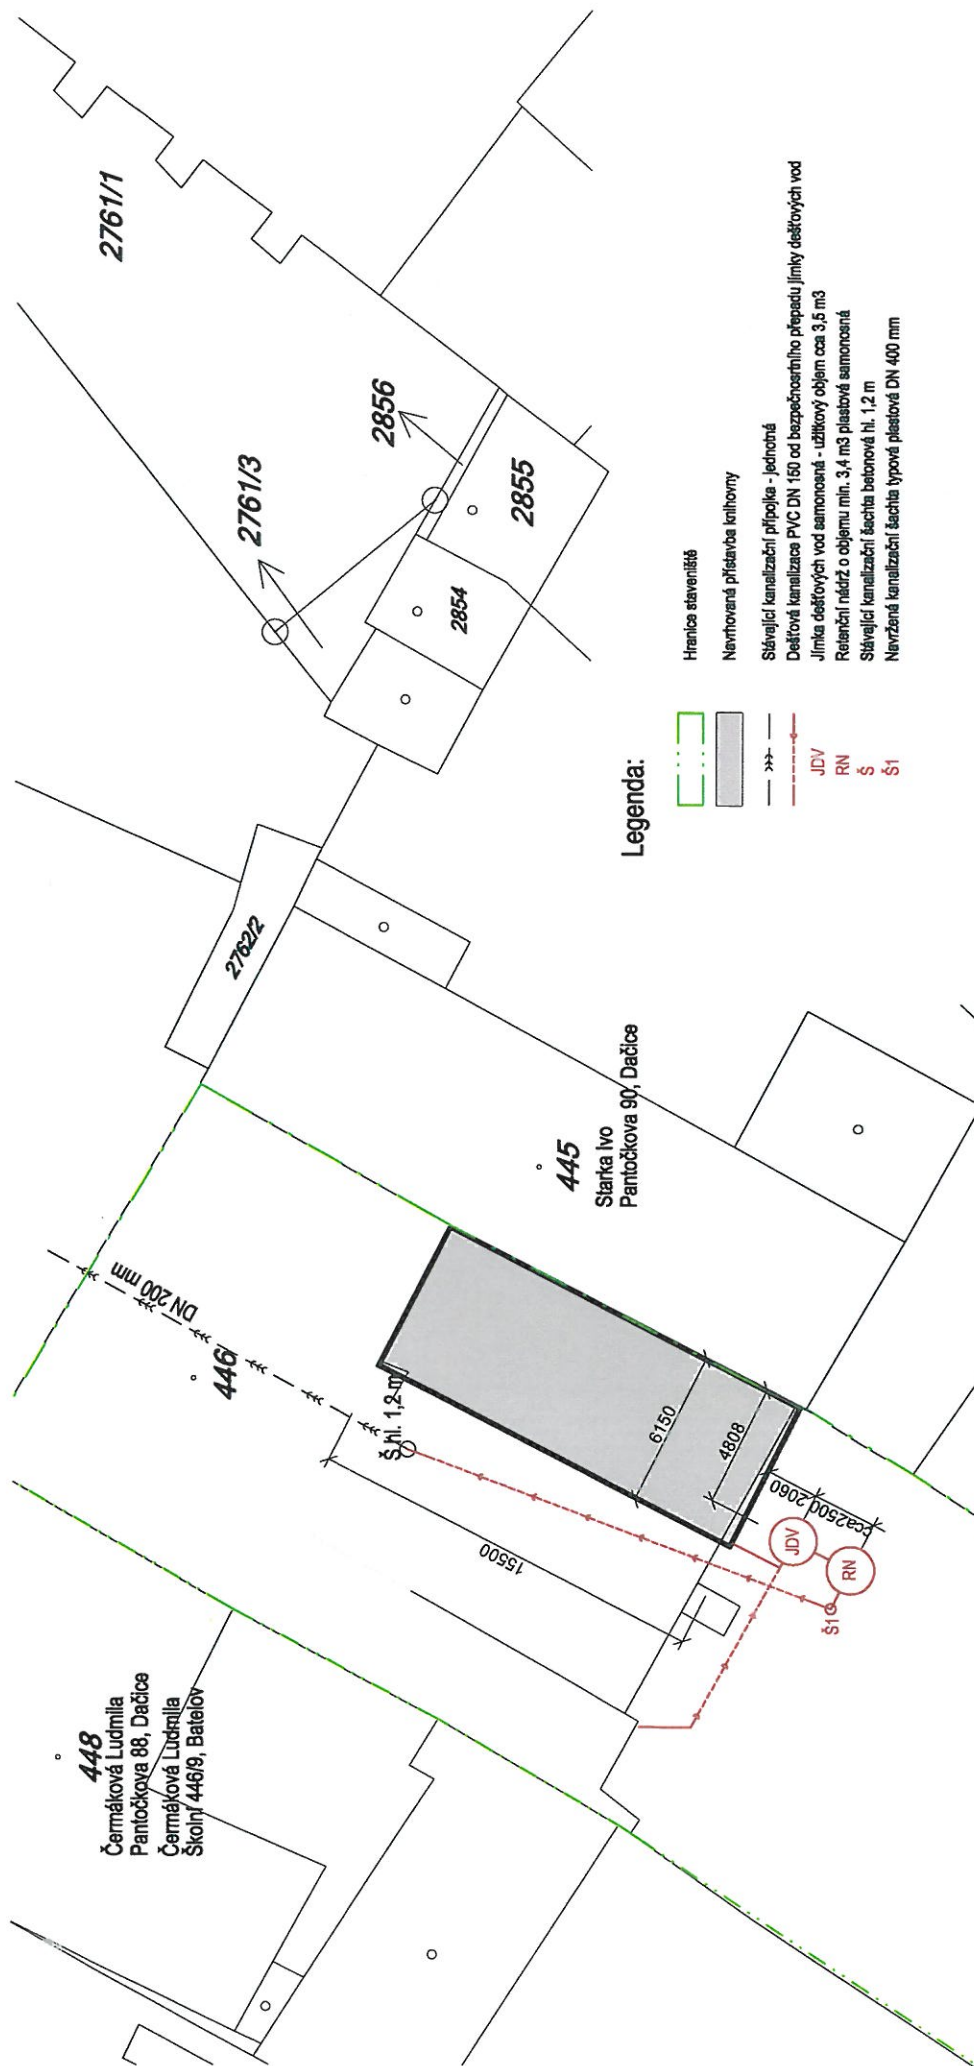 2761/1
2761/3
2856
2855
2854
2762/2
DN 200 mm
446
Š hl. 1,2 m
445
Starka Ivo
Pantočkova 90, Dačice
448
Čermáková Ludmila
Pantočkova 88, Dačice
Čermáková Ludmila
Školní 446/9, Batelov
15500
6150
4808
2060
cca2500
JDV
RN
Š1
Legenda:
Hranice staveniště
Navrhovaná přístavba knihovny
Stávající kanalizační přípojka - jednotná
Dešťová kanalizace PVC DN 150 od bezpečnostního přepadu jímky dešťových vod
JDV Jímka dešťových vod samonosná - užitkový objem cca 3,5 m3
RN Retenční nádrž o objemu min. 3,4 m3 plastová samonosná
Š Stávající kanalizační šachta betonová hl. 1,2 m
Š1 Navržená kanalizační šachta typová plastová DN 400 mm